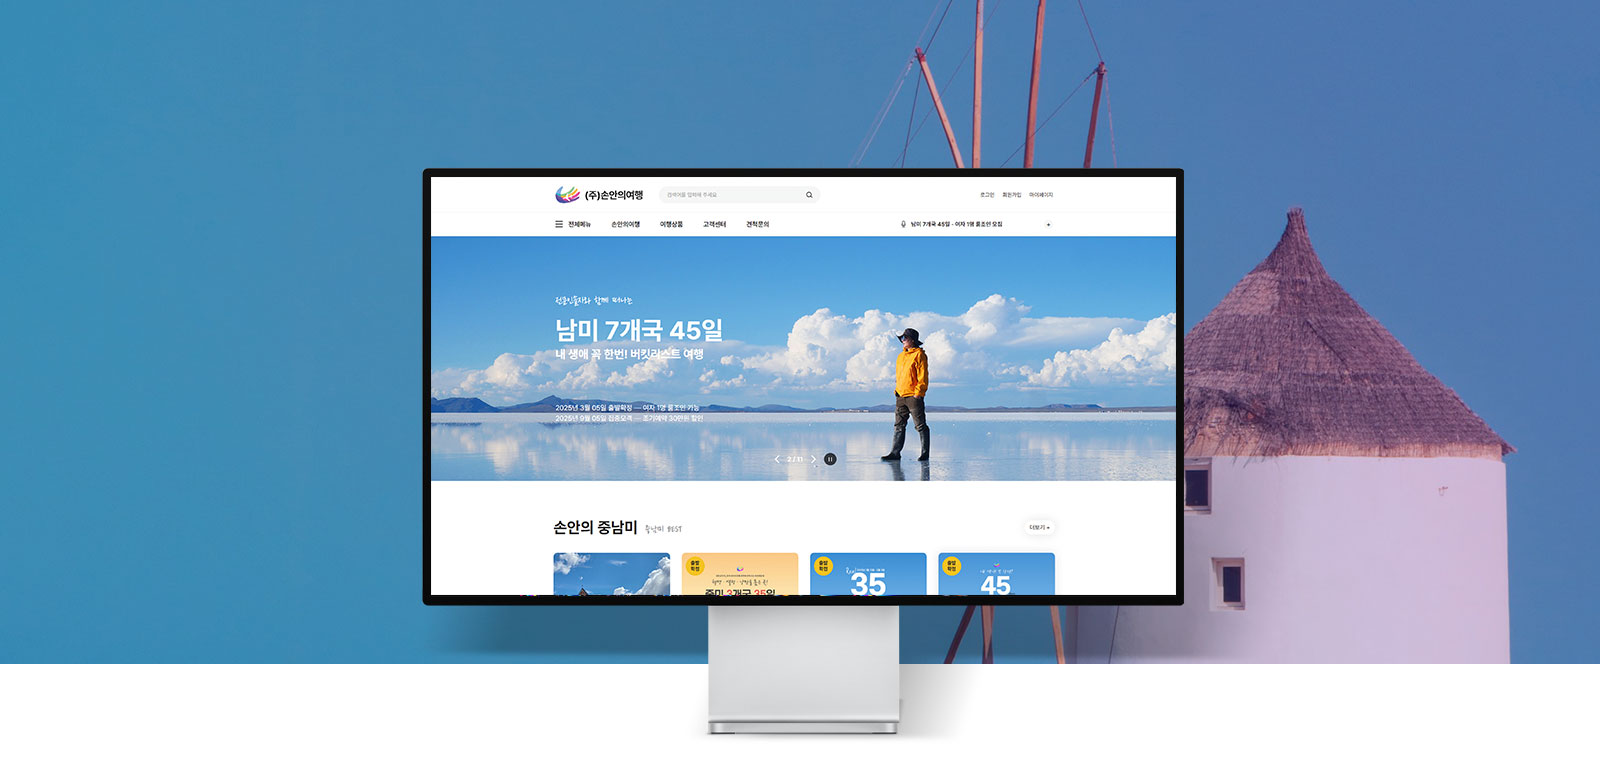 (주)손안의여행
검색어를 입력해 주세요
로그인 회원가입 마이페이지
전체메뉴 손안의여행 여행상품 고객센터 견적문의
남미 7개국 45일 - 여자 1명 룸조인 모집
전문인솔자와 함께 떠나는
남미 7개국 45일
내 생애 꼭 한번! 버킷리스트 여행
2025년 3월 05일 출발확정 — 여자 1명 룸조인 가능
2025년 9월 05일 집중모객 — 조기예약 30만원 할인
2 / 11
손안의 중남미 중남미 BEST
더보기 +
출발
확정
중미 3개국 35일
출발
확정
35
출발
확정
45